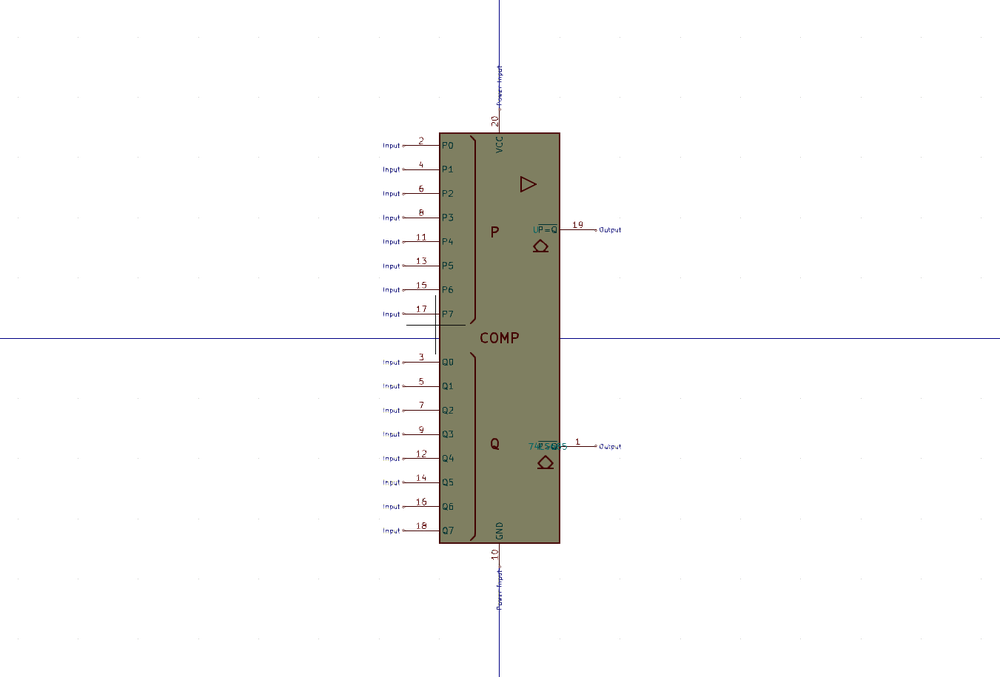 Power Input
20
VCC
Input 2 P0
Input 4 P1
Input 6 P2
Input 8 P3
P
U P=Q 19 Output
Input 11 P4
Input 13 P5
Input 15 P6
Input 17 P7
COMP
Input 3 Q0
Input 5 Q1
Input 7 Q2
Input 9 Q3
Q
1 Output
Input 12 Q4
Input 14 Q5
Input 16 Q6
Input 18 Q7
GND
10
Power Input